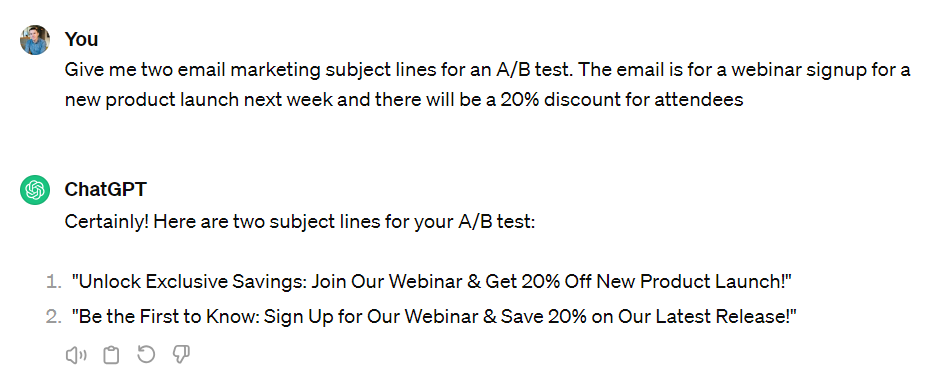 You
Give me two email marketing subject lines for an A/B test. The email is for a webinar signup for a
new product launch next week and there will be a 20% discount for attendees
ChatGPT
Certainly! Here are two subject lines for your A/B test:
1. "Unlock Exclusive Savings: Join Our Webinar & Get 20% Off New Product Launch!"
2. "Be the First to Know: Sign Up for Our Webinar & Save 20% on Our Latest Release!"